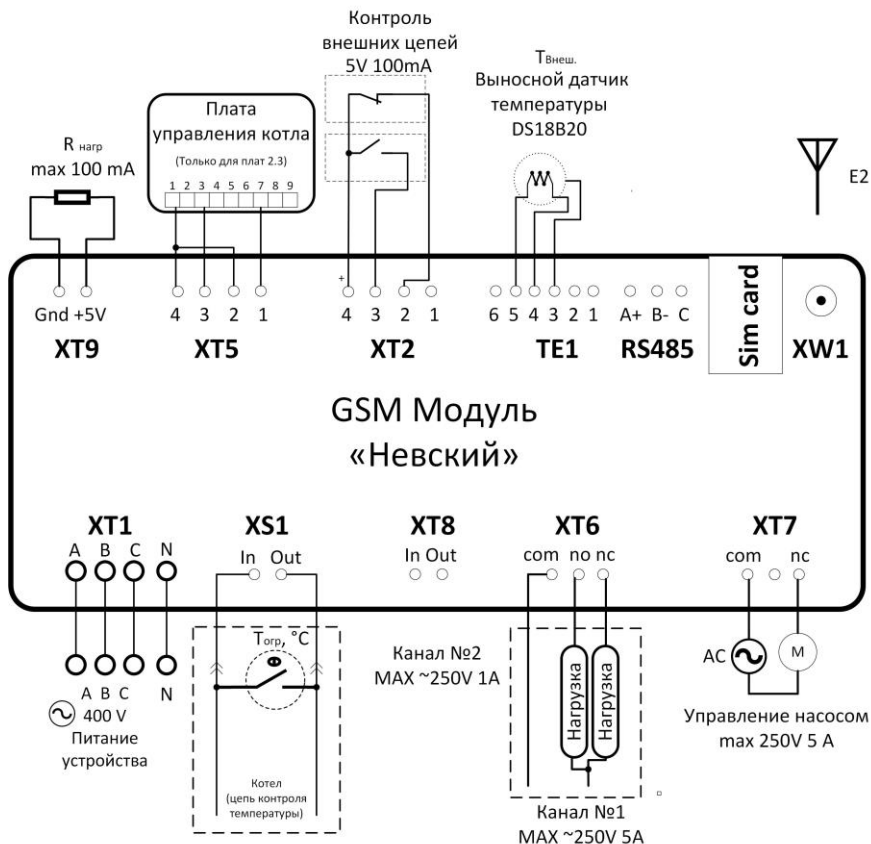 Контроль
внешних цепей
5V 100mA
Tвнеш.
Выносной датчик
температуры
DS18B20
Плата
управления котла
(Только для плат 2.3)
1 2 3 4 5 6 7 8 9
R нагр
max 100 mA
E2
+
Gnd +5V
4 3 2 1
4 3 2 1
6 5 4 3 2 1
A+ B- C
Sim card
XT9
XT5
XT2
TE1
RS485
XW1
GSM Модуль
«Невский»
XT1
XS1
XT8
XT6
XT7
A B C N
In Out
In Out
com no nc
com nc
Tогр, °C
Канал №2
MAX ~250V 1A
Нагрузка
Нагрузка
AC
M
A B C N
400 V
Питание
устройства
Управление насосом
max 250V 5 A
Котел
(цепь контроля
температуры)
Канал №1
MAX ~250V 5A